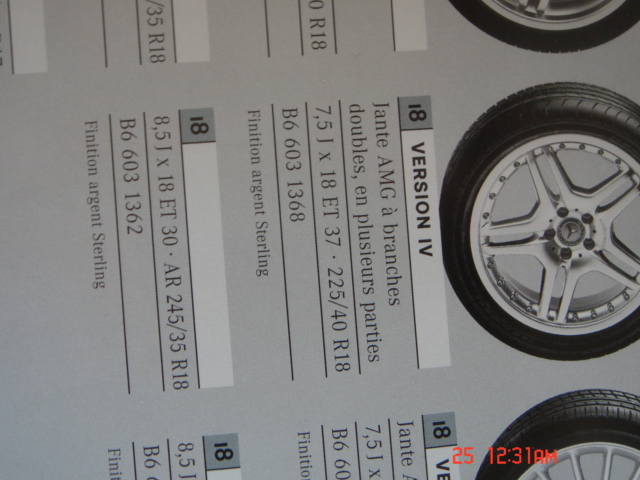 /35 R18
0 R18
18 VERSION IV
Jante AMG à branches
doubles, en plusieurs parties
7,5 J x 18 ET 37 · 225/40 R18
B6 603 1368
Finition argent Sterling
18
8,5 J x 18 ET 30 · AR 245/35 R18
B6 603 1362
Finition argent Sterling
18 VE
Jante A
7,5 J x
B6 60
Finition
18
8,5 J
B6 6
Finit
25 12:31AM